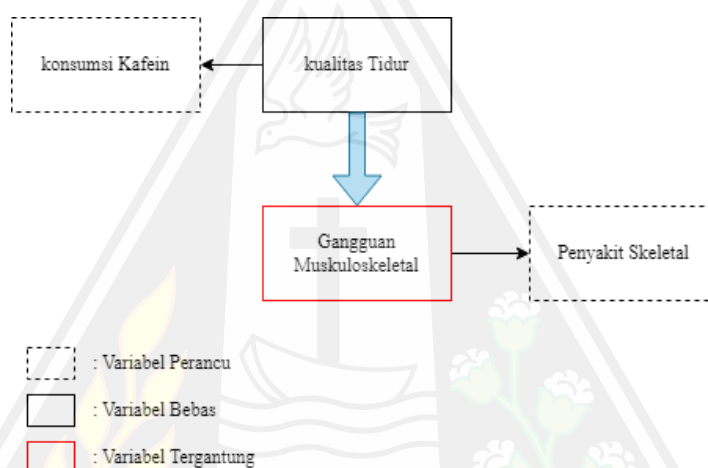 konsumsi Kafein
kualitas Tidur
Gangguan
Muskuloskeletal
Penyakit Skeletal
: Variabel Perancu
: Variabel Bebas
: Variabel Tergantung